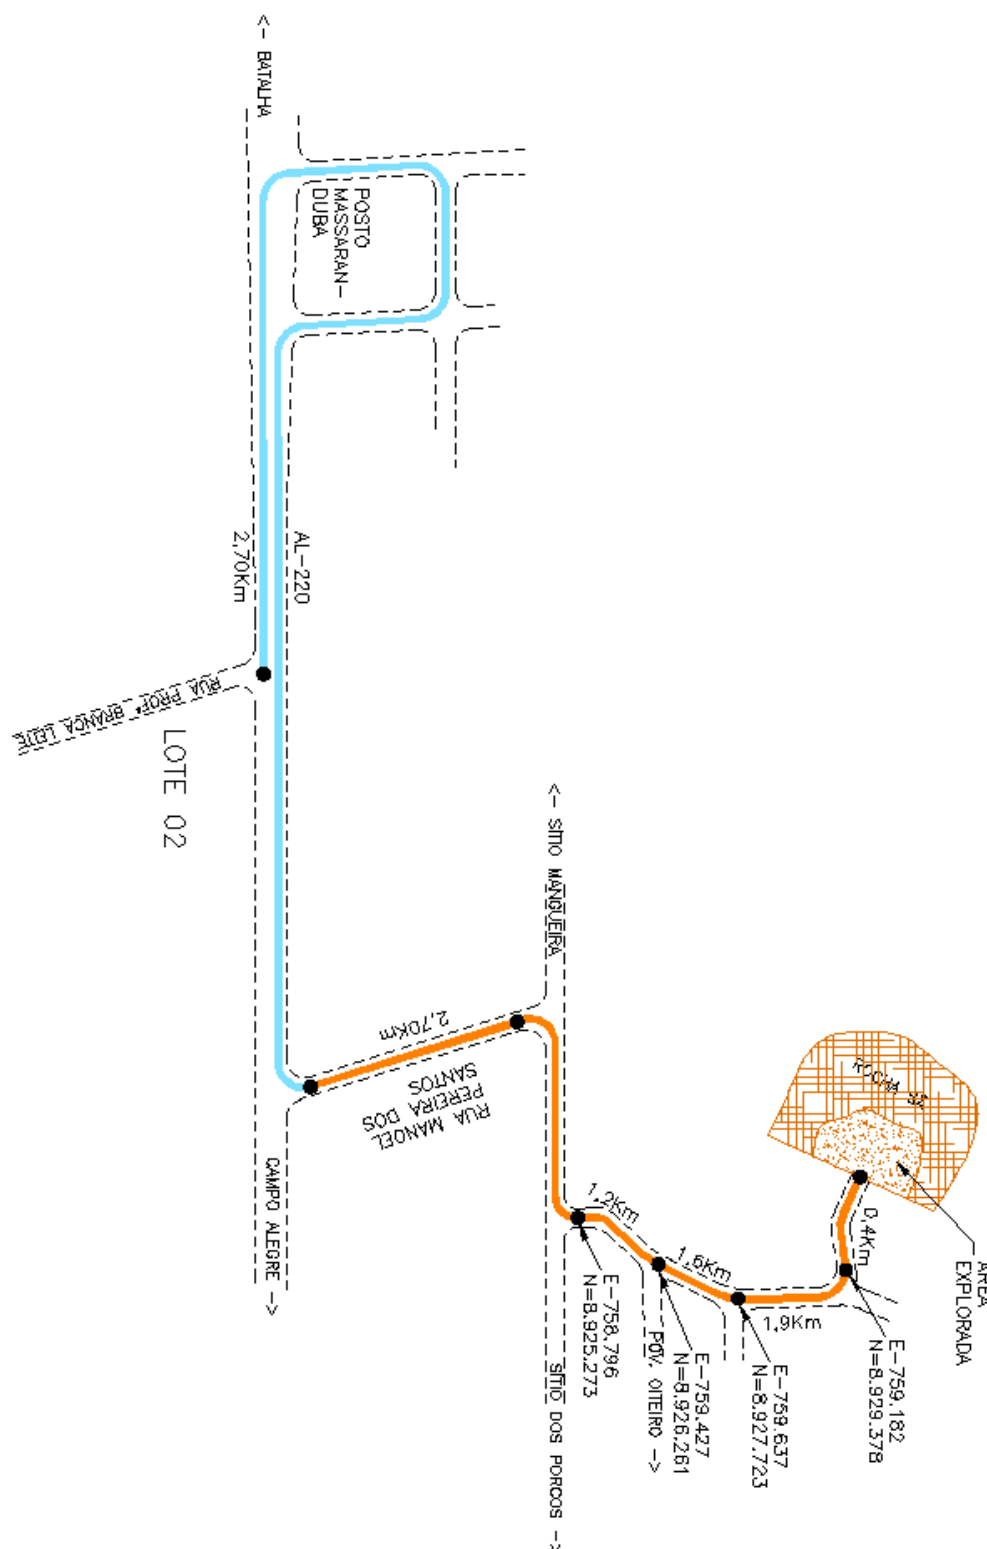 <- BATALHA
POSTO
MASSARAN-
DUBA
AL-220
2,70Km
RUA PROFª BRANCA LEITE
LOTE 02
<- SÍTIO MANGUEIRA
2,70Km
RUA MANOEL
PEREIRA DOS
SANTOS
CAMPO ALEGRE ->
ROCHA Sã
ÁREA
EXPLORADA
0,4Km
1,2Km
1,6Km
1,9Km
E-758.796
N=8.925.273
POV. OITEIRO ->
E-759.427
N=8.926.261
E-759.637
N=8.927.723
E-759.182
N=8.929.378
SÍTIO DOS PORCOS ->